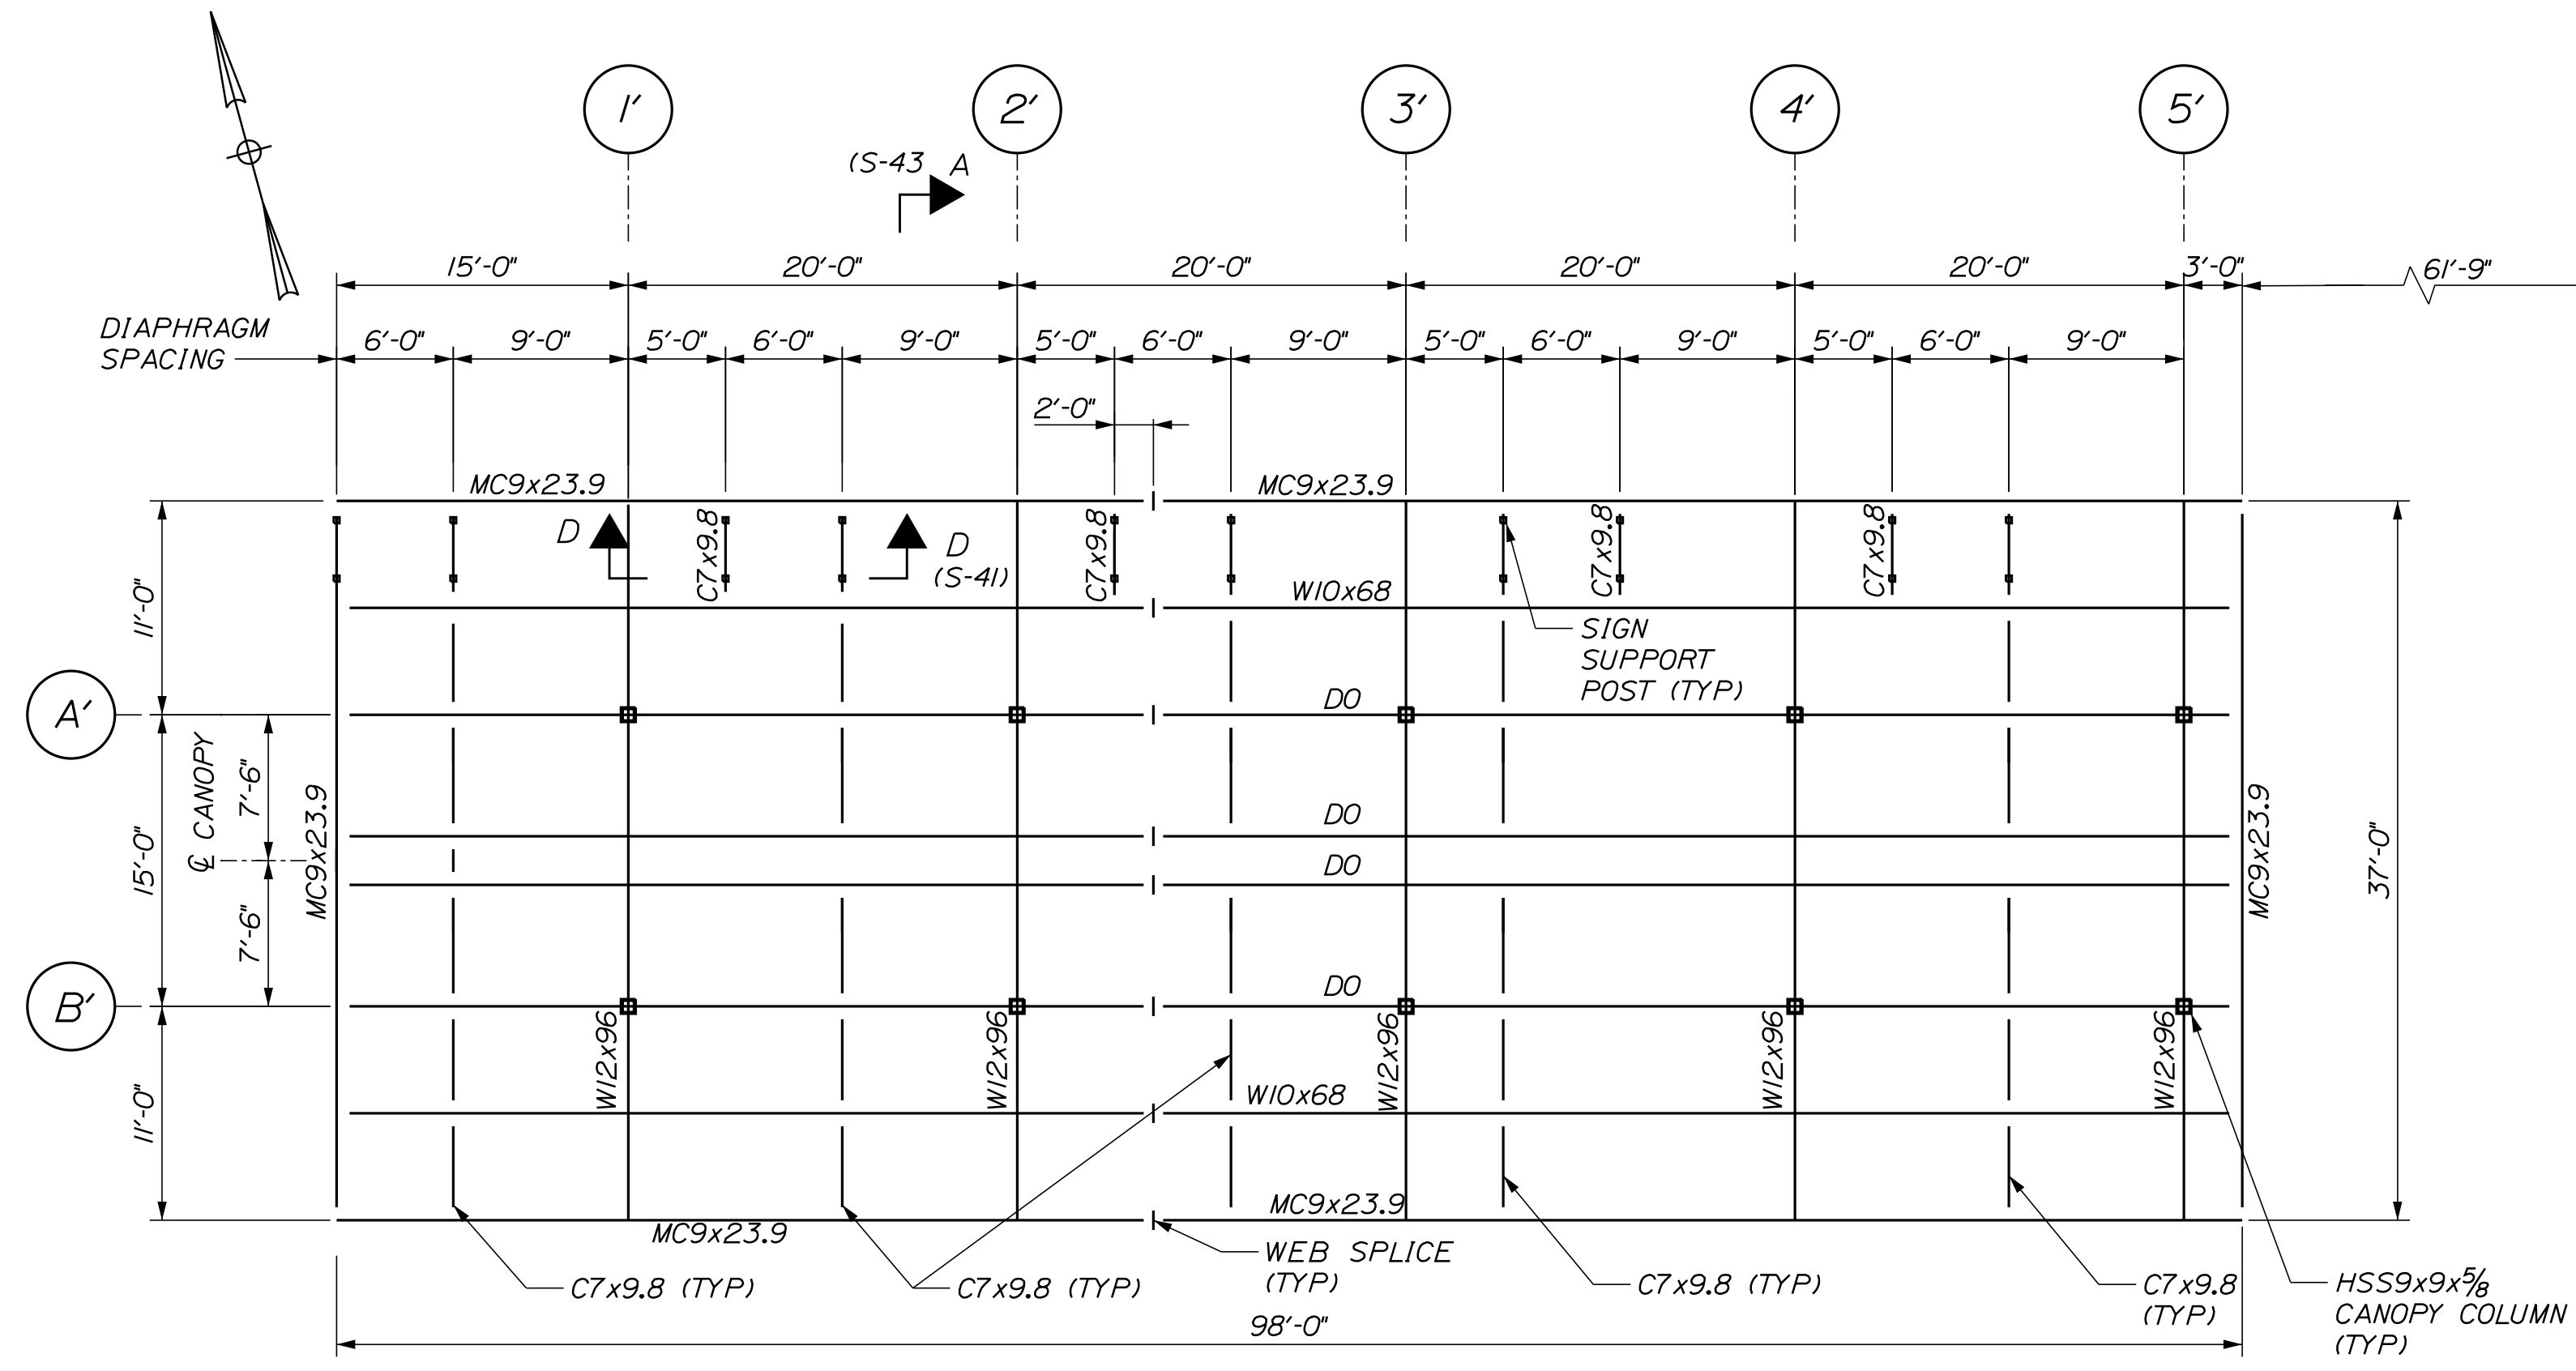 1' 2' 3' 4' 5'
(S-43 A
15'-0" 20'-0" 20'-0" 20'-0" 20'-0" 3'-0" 61'-9"
DIAPHRAGM
SPACING
6'-0" 9'-0" 5'-0" 6'-0" 9'-0" 5'-0" 6'-0" 9'-0" 5'-0" 6'-0" 9'-0" 5'-0" 6'-0" 9'-0"
2'-0"
MC9x23.9 MC9x23.9
D
D
(S-41)
C7x9.8 C7x9.8 C7x9.8 C7x9.8
11'-0"
W10x68
SIGN
SUPPORT
POST (TYP)
A'
DO
℄ CANOPY
7'-6"
15'-0"
7'-6"
MC9x23.9
DO
DO
MC9x23.9
37'-0"
B'
DO
W12x96 W12x96 W12x96 W12x96 W12x96
11'-0"
W10x68
MC9x23.9
MC9x23.9
WEB SPLICE
(TYP)
C7x9.8 (TYP)
C7x9.8 (TYP)
C7x9.8 (TYP)
C7x9.8
(TYP)
HSS9x9x5/8
CANOPY COLUMN
(TYP)
98'-0"